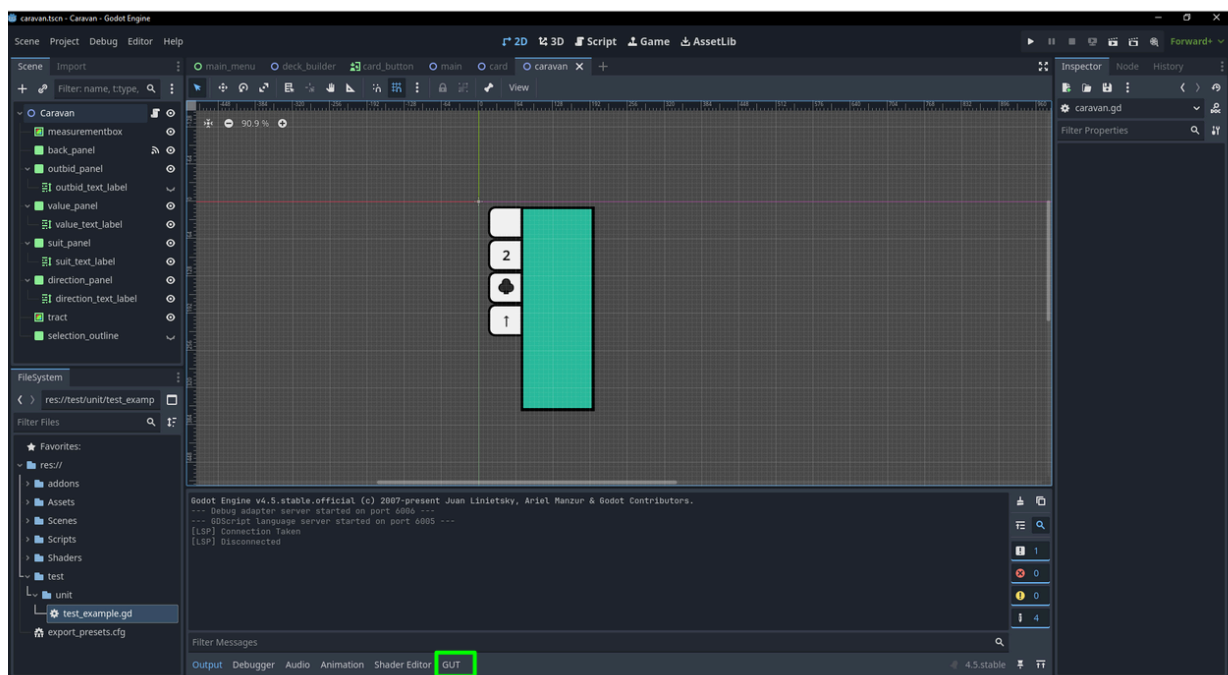 caravan.tscn - Caravan - Godot Engine
Scene Project Debug Editor Help
2D 3D Script Game AssetLib
Forward+
Scene Import
main_menu deck_builder card_button main card caravan
Inspector Node History
Filter: name, t:type,
View
caravan.gd
DOC
Filter Properties
90.9 %
Caravan
measurementbox
back_panel
outbid_panel
outbid_text_label
value_panel
value_text_label
suit_panel
suit_text_label
direction_panel
direction_text_label
tract
selection_outline
2
♣
↑
FileSystem
res://test/unit/test_examp
Filter Files
Favorites:
res://
addons
Assets
Scenes
Scripts
Shaders
test
unit
test_example.gd
export_presets.cfg
Godot Engine v4.5.stable.official (c) 2007-present Juan Linietsky, Ariel Manzur & Godot Contributors.
--- Debug adapter server started on port 6006 ---
--- GDScript language server started on port 6005 ---
[LSP] Connection Taken
[LSP] Disconnected
1
0
0
4
Filter Messages
Output Debugger Audio Animation Shader Editor GUT
4.5.stable